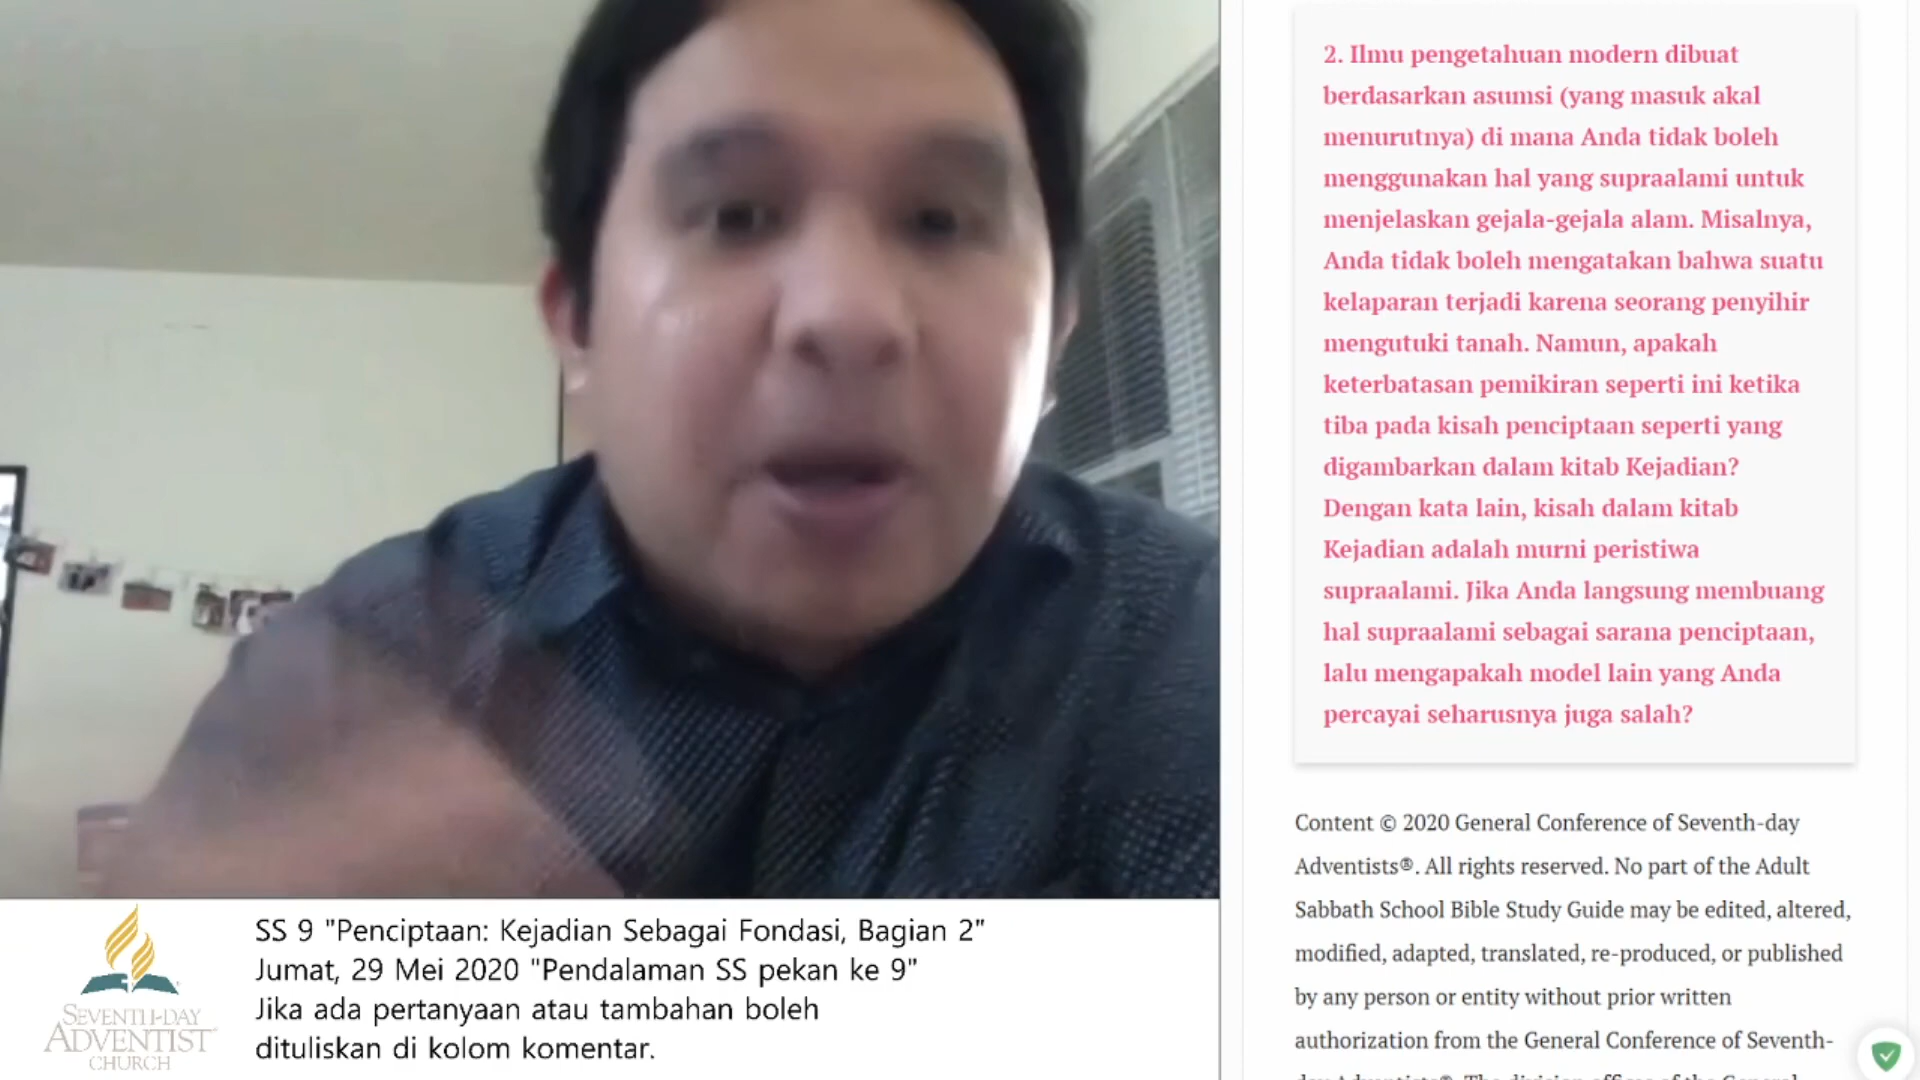 2. Ilmu pengetahuan modern dibuat
berdasarkan asumsi (yang masuk akal
menurutnya) di mana Anda tidak boleh
menggunakan hal yang supraalami untuk
menjelaskan gejala-gejala alam. Misalnya,
Anda tidak boleh mengatakan bahwa suatu
kelaparan terjadi karena seorang penyihir
mengutuki tanah. Namun, apakah
keterbatasan pemikiran seperti ini ketika
tiba pada kisah penciptaan seperti yang
digambarkan dalam kitab Kejadian?
Dengan kata lain, kisah dalam kitab
Kejadian adalah murni peristiwa
supraalami. Jika Anda langsung membuang
hal supraalami sebagai sarana penciptaan,
lalu mengapakah model lain yang Anda
percayai seharusnya juga salah?
Content © 2020 General Conference of Seventh-day
Adventists®. All rights reserved. No part of the Adult
Sabbath School Bible Study Guide may be edited, altered,
modified, adapted, translated, re-produced, or published
by any person or entity without prior written
authorization from the General Conference of Seventh-
day Adventists®. The division offices of the General
SEVENTH-DAY
ADVENTIST
CHURCH
SS 9 "Penciptaan: Kejadian Sebagai Fondasi, Bagian 2"
Jumat, 29 Mei 2020 "Pendalaman SS pekan ke 9"
Jika ada pertanyaan atau tambahan boleh
dituliskan di kolom komentar.